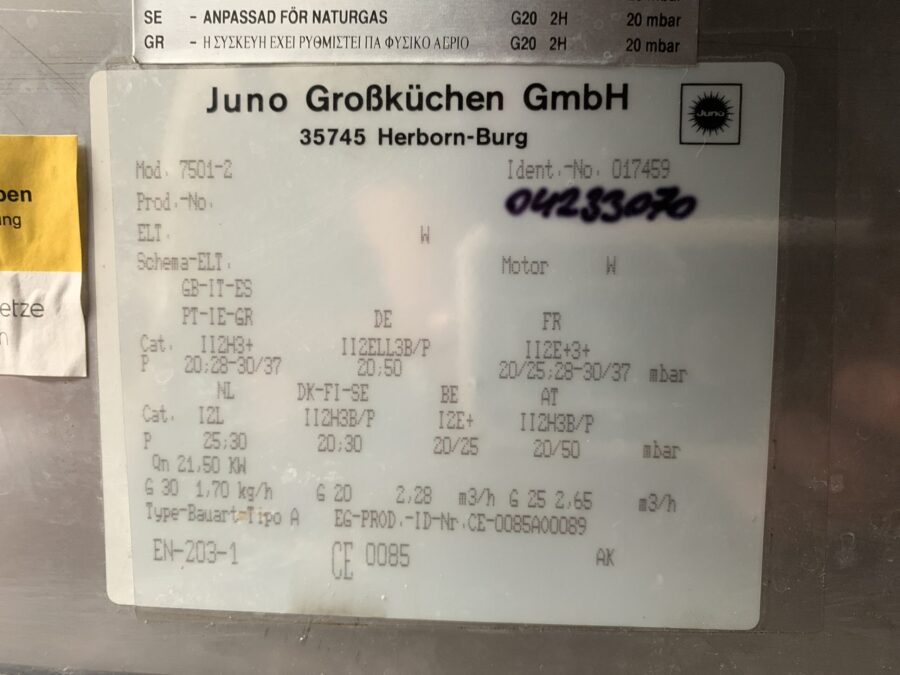 SE - ANPASSAD FÖR NATURGAS G20 2H 20 mbar
GR - Η ΣΥΣΚΕΥΗ ΕΧΕΙ ΡΥΘΜΙΣΤΕΙ ΓΙΑ ΦΥΣΙΚΟ ΑΕΡΙΟ G20 2H 20 mbar
Juno Großküchen GmbH
Juno
35745 Herborn-Burg
Mod. 7501-2 Ident.-No. 017459
Prod.-No. 04233070
ELT. W
Schema-ELT. Motor W
GB-IT-ES
PT-IE-GR DE FR
Cat. II2H3+ II2ELL3B/P II2E+3+
P 20;28-30/37 20;50 20/25;28-30/37 mbar
NL DK-FI-SE BE AT
Cat. I2L II2H3B/P I2E+ II2H3B/P
P 25;30 20;30 20/25 20/50 mbar
Qn 21,50 KW
G 30 1,70 kg/h G 20 2,28 m3/h G 25 2,65 m3/h
Type-Bauart-Tipo A EG-PROD.-ID-Nr.CE-0085A00089
EN-203-1 CE 0085 AK
etze